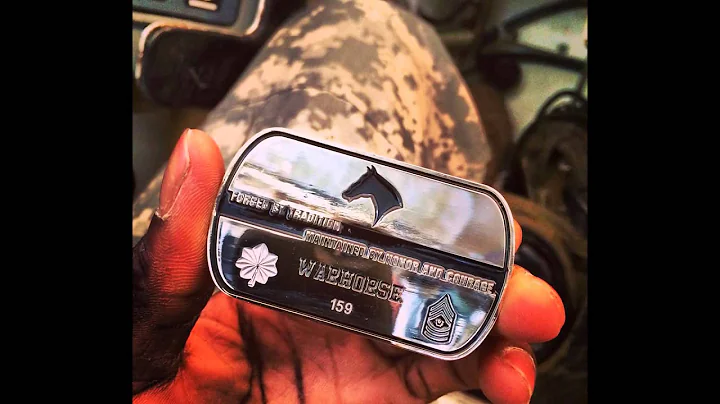 FORGED BY TRADITION
MAINTAINED BY HONOR AND COURAGE
WARHORSE
159